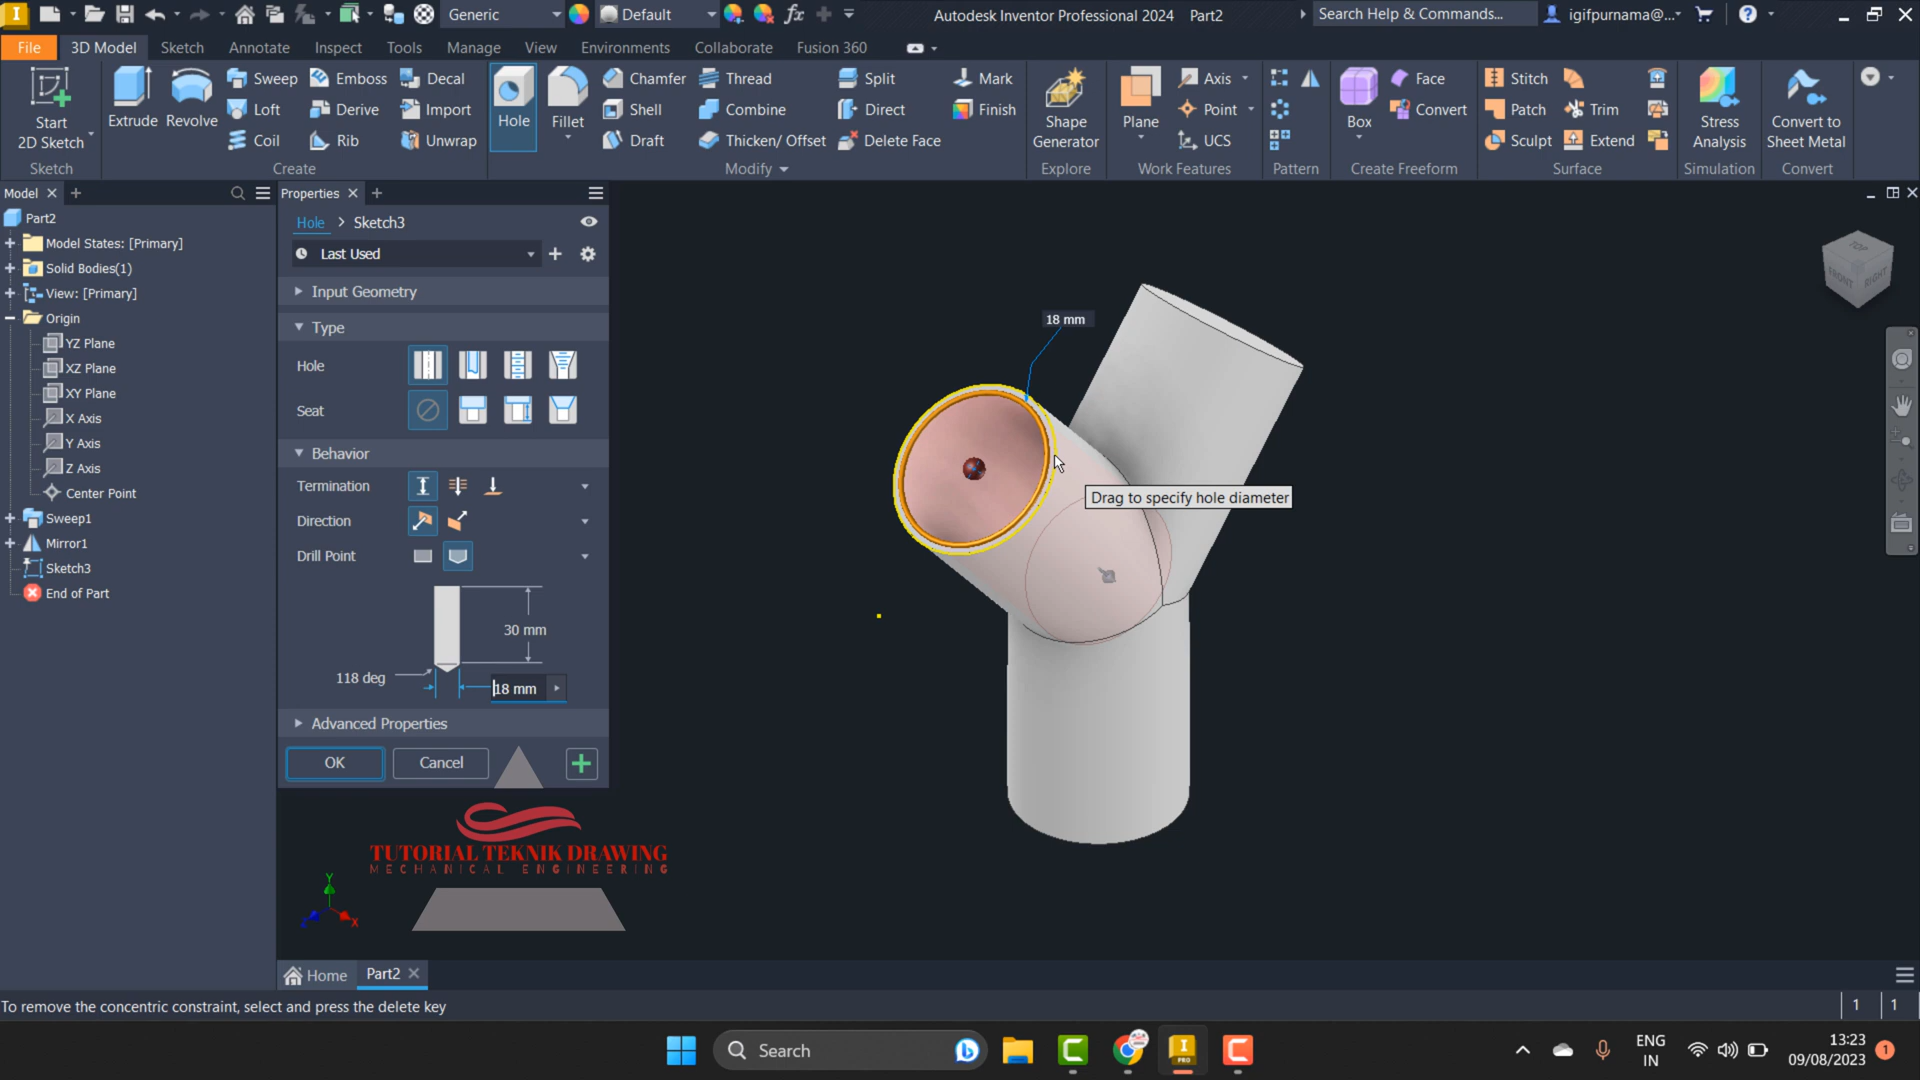 Generic
Default
Autodesk Inventor Professional 2024 Part2
Search Help & Commands...
igifpurnama@...
File
3D Model
Sketch
Annotate
Inspect
Tools
Manage
View
Environments
Collaborate
Fusion 360
Start
2D Sketch
Extrude
Revolve
Sweep
Loft
Coil
Emboss
Derive
Rib
Decal
Import
Unwrap
Hole
Fillet
Chamfer
Shell
Draft
Thread
Combine
Thicken/ Offset
Split
Direct
Delete Face
Mark
Finish
Shape
Generator
Plane
Axis
Point
UCS
Box
Face
Convert
Stitch
Patch
Sculpt
Trim
Extend
Stress
Analysis
Convert to
Sheet Metal
Sketch
Create
Modify
Explore
Work Features
Pattern
Create Freeform
Surface
Simulation
Convert
Model
Part2
Model States: [Primary]
Solid Bodies(1)
View: [Primary]
Origin
YZ Plane
XZ Plane
XY Plane
X Axis
Y Axis
Z Axis
Center Point
Sweep1
Mirror1
Sketch3
End of Part
Properties
Hole > Sketch3
Last Used
Input Geometry
Type
Hole
Seat
Behavior
Termination
Direction
Drill Point
30 mm
118 deg
18 mm
Advanced Properties
OK
Cancel
18 mm
Drag to specify hole diameter
TOP
FRONT
RIGHT
TUTORIAL TEKNIK DRAWING
MECHANICAL ENGINEERING
Y
X
Z
Home
Part2
To remove the concentric constraint, select and press the delete key
1
1
Search
PRO
ENG
IN
13:23
09/08/2023
1